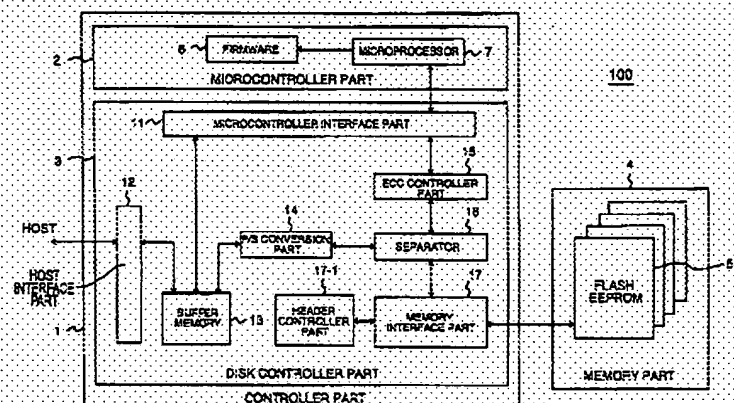 6
FIRMWARE
MICROPROCESSOR
7
2
MICROCONTROLLER PART
100
11
MICROCONTROLLER INTERFACE PART
3
15
ECC CONTROLLER
PART
12
4
14
16
HOST
P/S CONVERSION
PART
SEPARATOR
HOST
INTERFACE
PART
17-1
17
FLASH
EEPROM
5
BUFFER
MEMORY
13
HEADER
CONTROLLER
PART
MEMORY
INTERFACE PART
1
DISK CONTROLLER PART
MEMORY PART
CONTROLLER PART